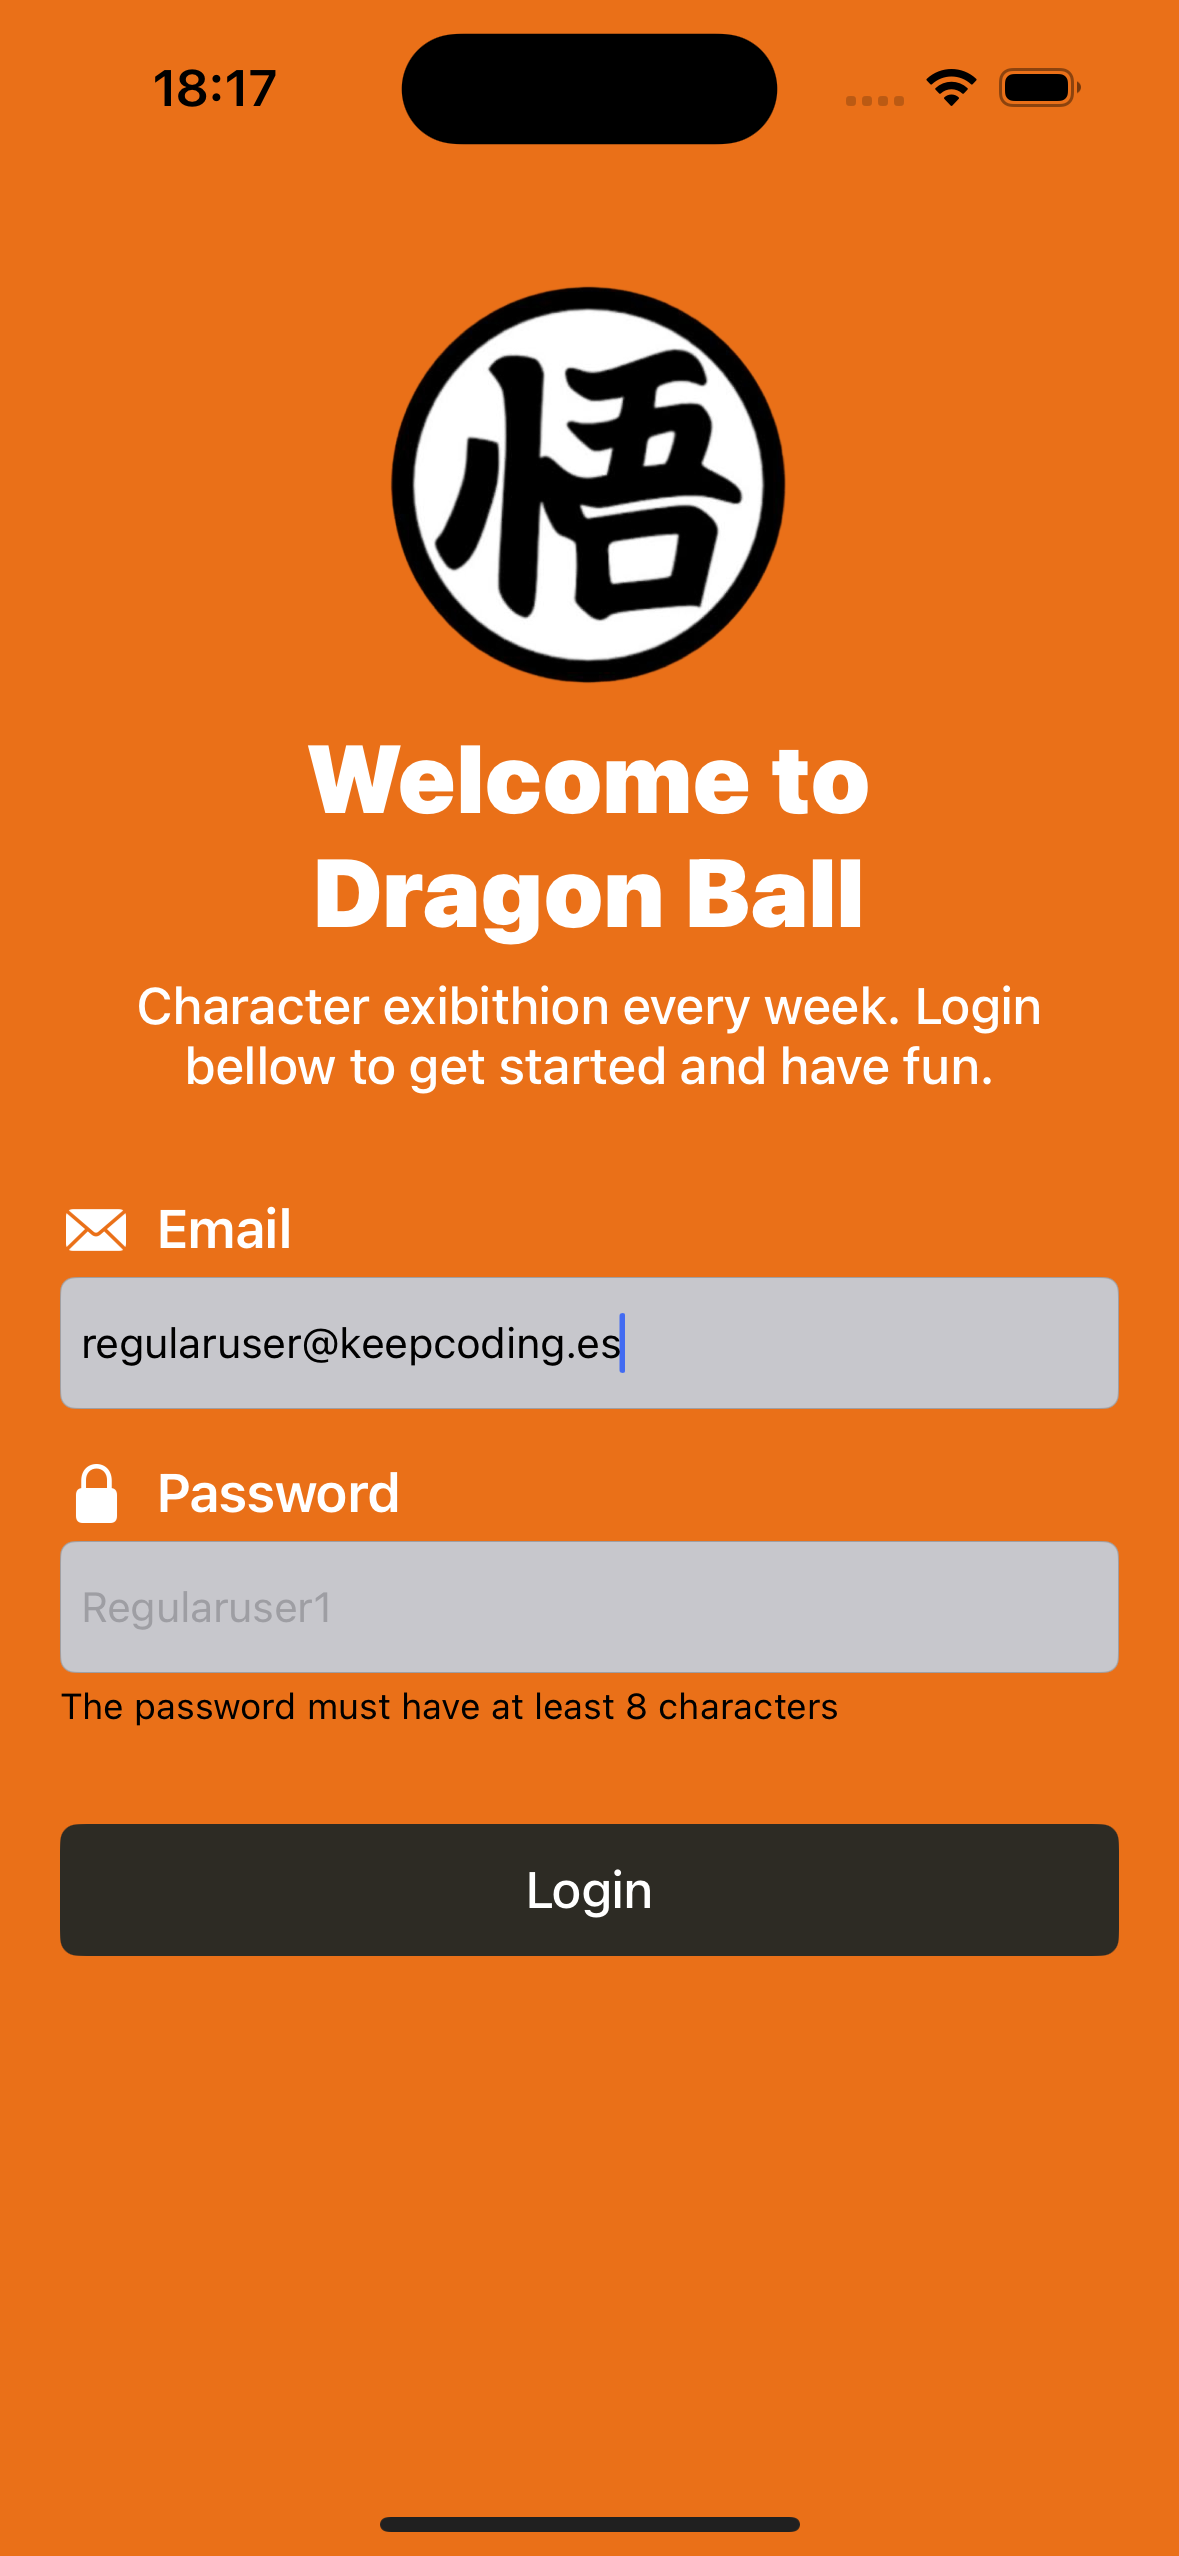 18:17
悟
Welcome to
Dragon Ball
Character exibithion every week. Login
bellow to get started and have fun.
Email
regularuser@keepcoding.es
Password
Regularuser1
The password must have at least 8 characters
Login